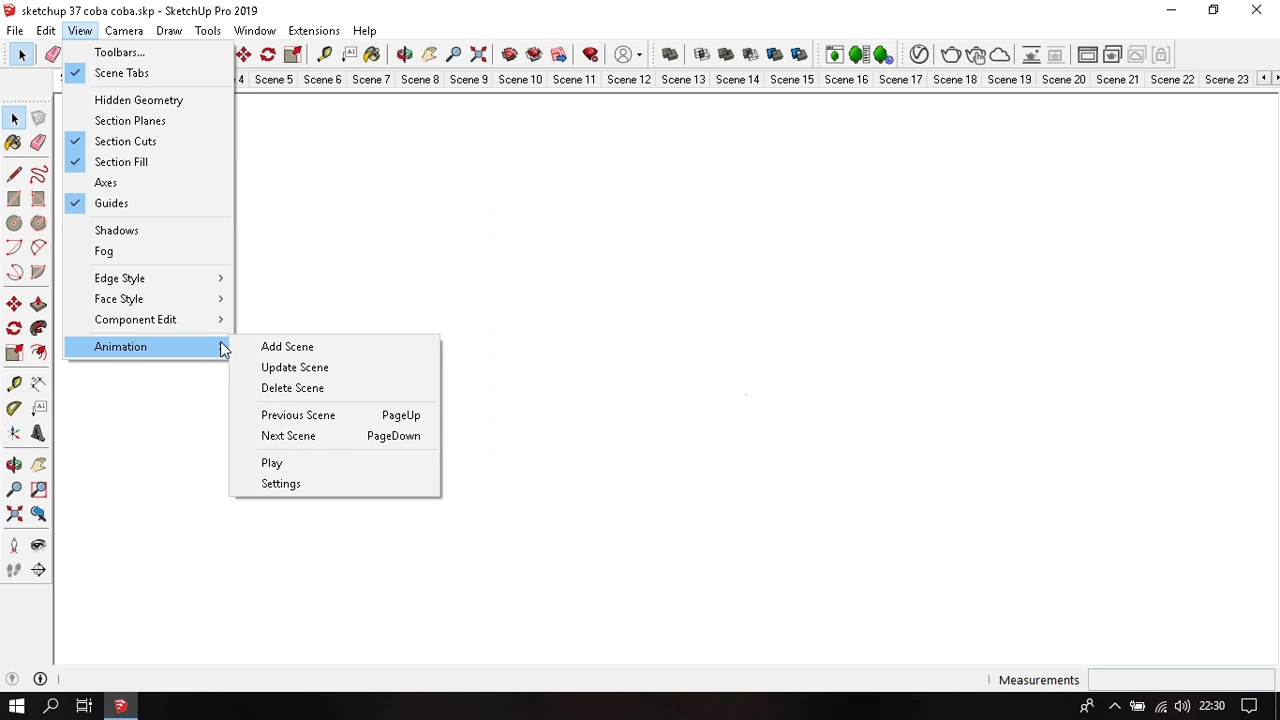 sketchup 37 coba coba.skp - SketchUp Pro 2019
File Edit View Camera Draw Tools Window Extensions Help
4 Scene 5 Scene 6 Scene 7 Scene 8 Scene 9 Scene 10 Scene 11 Scene 12 Scene 13 Scene 14 Scene 15 Scene 16 Scene 17 Scene 18 Scene 19 Scene 20 Scene 21 Scene 22 Scene 23
Toolbars...
Scene Tabs
Hidden Geometry
Section Planes
Section Cuts
Section Fill
Axes
Guides
Shadows
Fog
Edge Style
Face Style
Component Edit
Animation
Add Scene
Update Scene
Delete Scene
Previous Scene PageUp
Next Scene PageDown
Play
Settings
Measurements
22:30